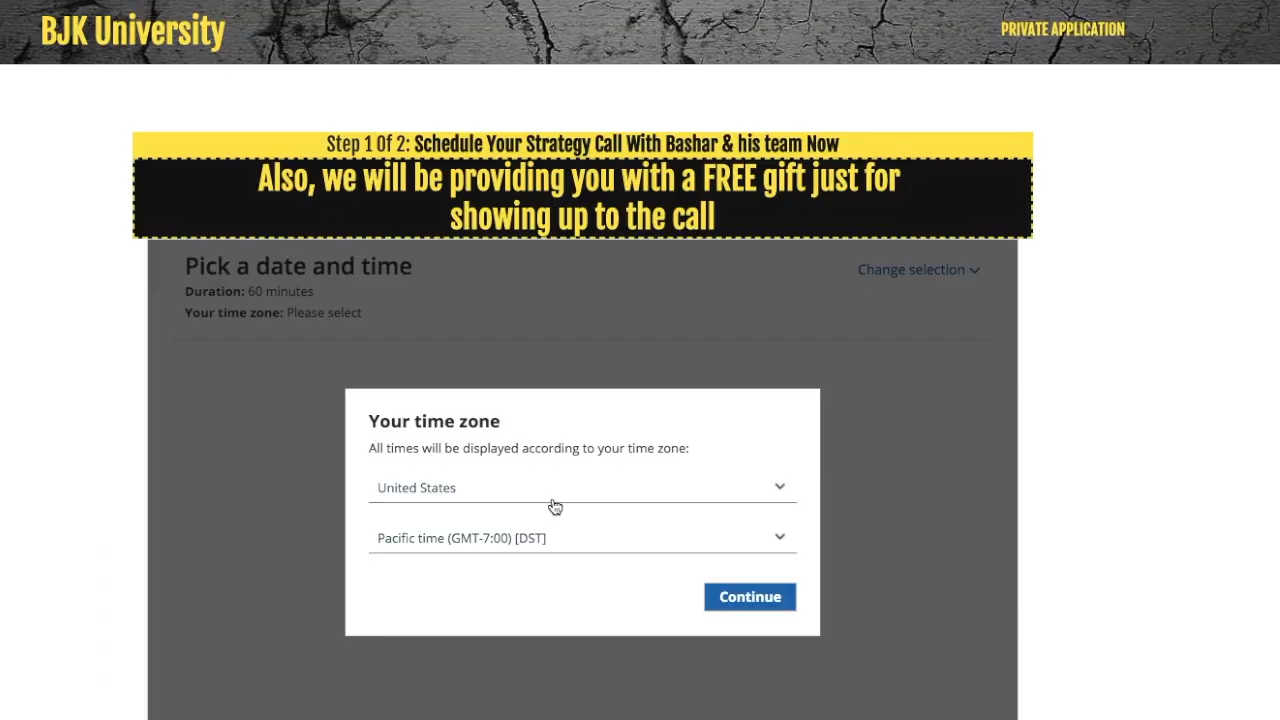 BJK University
PRIVATE APPLICATION
Step 1 Of 2: Schedule Your Strategy Call With Bashar & his team Now
Also, we will be providing you with a FREE gift just for
showing up to the call
Pick a date and time
Change selection
Duration: 60 minutes
Your time zone: Please select
Your time zone
All times will be displayed according to your time zone:
United States
Pacific time (GMT-7:00) [DST]
Continue